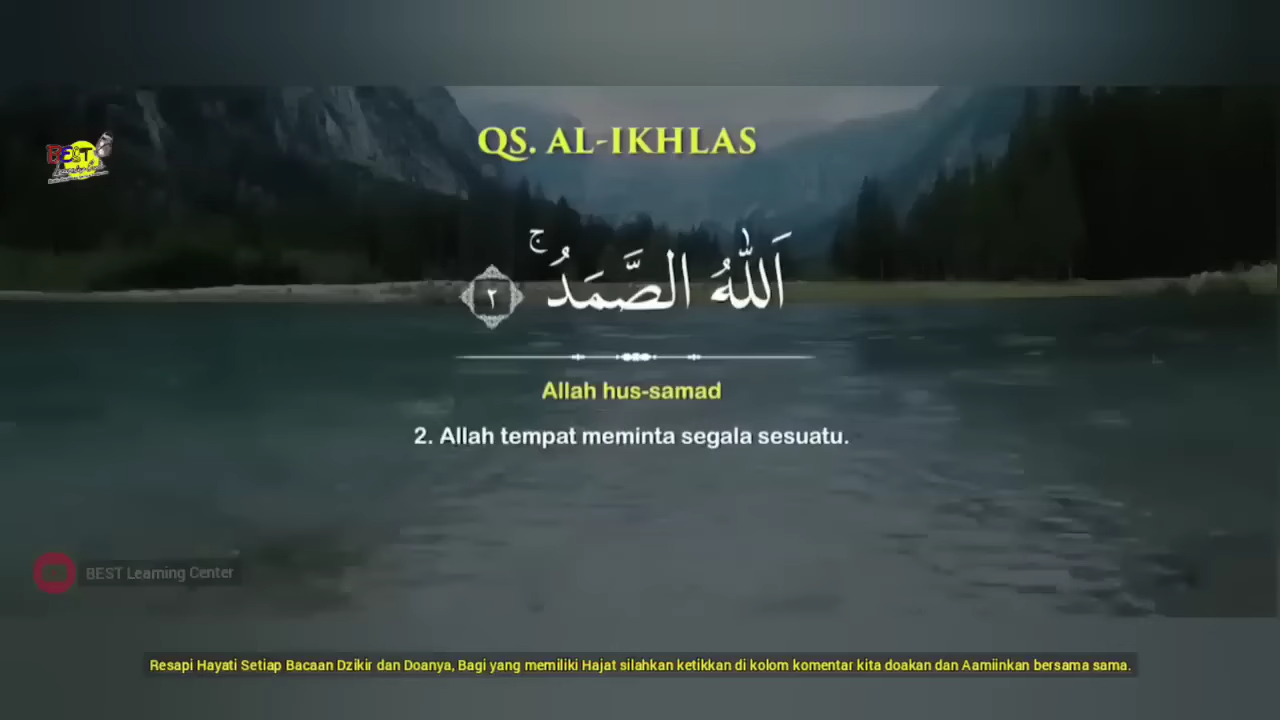 BEST
QS. AL-IKHLAS
اَللّٰهُ الصَّمَدُ ۚ ٢
Allah hus-samad
2. Allah tempat meminta segala sesuatu.
BEST Learning Center
Resapi Hayati Setiap Bacaan Dzikir dan Doanya, Bagi yang memiliki Hajat silahkan ketikkan di kolom komentar kita doakan dan Aamiinkan bersama sama.